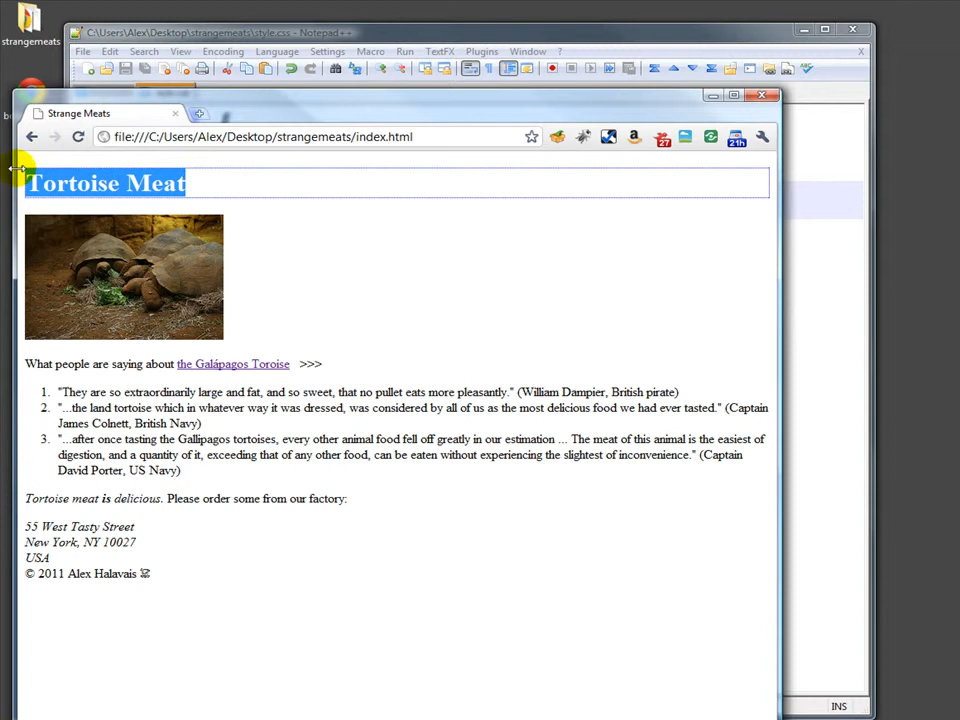 strangemeats
C:\Users\Alex\Desktop\strangemeats\style.css - Notepad++
File Edit Search View Encoding Language Settings Macro Run TextFX Plugins Window ? X
Strange Meats
file:///C:/Users/Alex/Desktop/strangemeats/index.html
27
21h
Tortoise Meat
What people are saying about the Galápagos Toroise >>>
1. "They are so extraordinarily large and fat, and so sweet, that no pullet eats more pleasantly." (William Dampier, British pirate)
2. "...the land tortoise which in whatever way it was dressed, was considered by all of us as the most delicious food we had ever tasted." (Captain
James Colnett, British Navy)
3. "...after once tasting the Gallipagos tortoises, every other animal food fell off greatly in our estimation ... The meat of this animal is the easiest of
digestion, and a quantity of it, exceeding that of any other food, can be eaten without experiencing the slightest of inconvenience." (Captain
David Porter, US Navy)
Tortoise meat is delicious. Please order some from our factory:
55 West Tasty Street
New York, NY 10027
USA
© 2011 Alex Halavais
INS